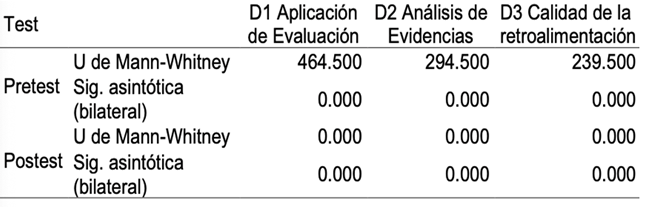 Test D1 Aplicación de Evaluación D2 Análisis de Evidencias D3 Calidad de la retroalimentación
Pretest U de Mann-Whitney 464.500 294.500 239.500
Sig. asintótica (bilateral) 0.000 0.000 0.000
Postest U de Mann-Whitney 0.000 0.000 0.000
Sig. asintótica (bilateral) 0.000 0.000 0.000